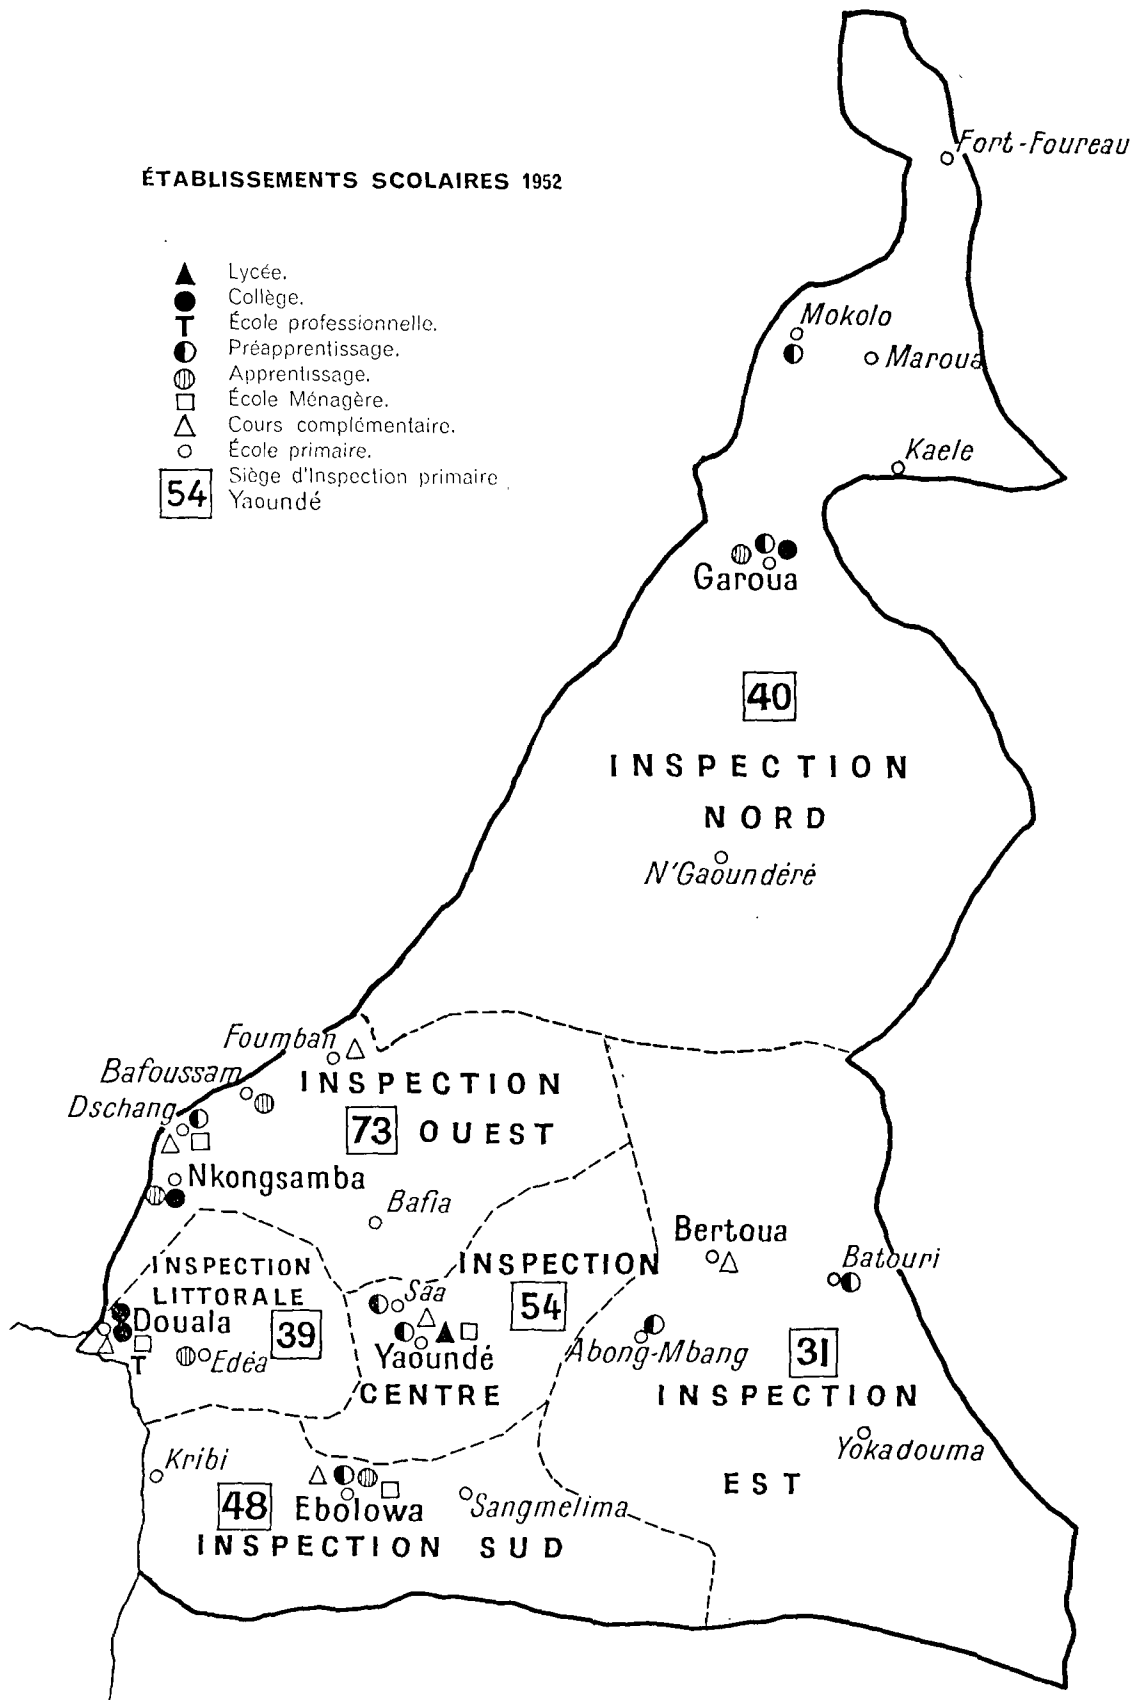 ÉTABLISSEMENTS SCOLAIRES 1952
Lycée.
Collège.
T École professionnelle.
Préapprentissage.
Apprentissage.
École Ménagère.
Cours complémentaire.
École primaire.
54 Siège d'Inspection primaire
Yaoundé
Fort-Foureau
Mokolo
Maroua
Kaele
Garoua
40
INSPECTION
NORD
N'Gaoundéré
Foumban
Bafoussam
Dschang
INSPECTION
73 OUEST
Nkongsamba
Bafia
INSPECTION
LITTORALE
Douala
39
T
Edéa
INSPECTION
54
Sàa
Yaoundé
CENTRE
Bertoua
Batouri
Abong-Mbang
31
INSPECTION
Yokadouma
EST
Kribi
48
Ebolowa
Sangmelima
INSPECTION SUD